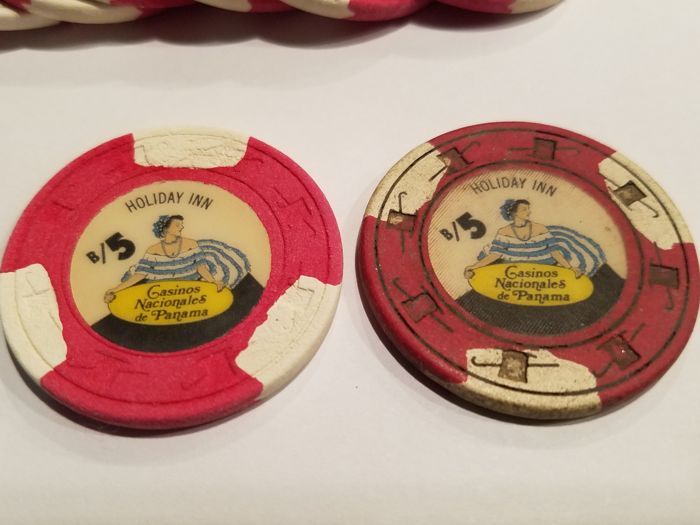 HOLIDAY INN
B/5
Casinos
Nacionales
de Panama
HOLIDAY INN
B/5
Casinos
Nacionales
de Panama